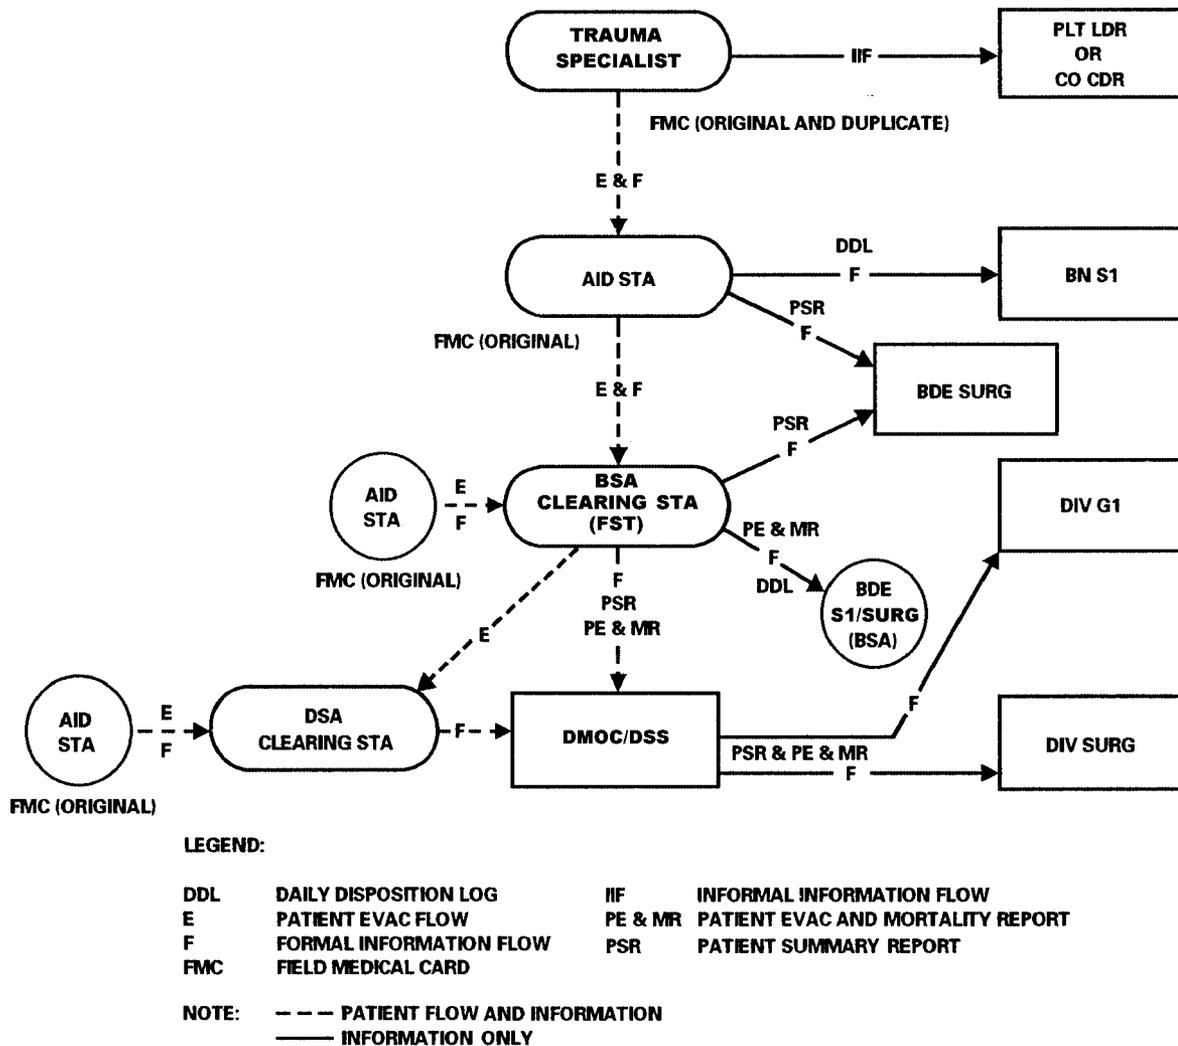 TRAUMA
SPECIALIST
IIF
PLT LDR
OR
CO CDR
FMC (ORIGINAL AND DUPLICATE)
E & F
AID STA
DDL
F
BN S1
PSR
F
FMC (ORIGINAL)
E & F
BDE SURG
PSR
F
AID
STA
E
F
FMC (ORIGINAL)
BSA
CLEARING STA
(FST)
DIV G1
PE & MR
F
DDL
BDE
S1/SURG
(BSA)
F
PSR
PE & MR
E
AID
STA
E
F
FMC (ORIGINAL)
DSA
CLEARING STA
F
DMOC/DSS
F
PSR & PE & MR
F
DIV SURG
LEGEND:
DDL DAILY DISPOSITION LOG
E PATIENT EVAC FLOW
F FORMAL INFORMATION FLOW
FMC FIELD MEDICAL CARD
IIF INFORMAL INFORMATION FLOW
PE & MR PATIENT EVAC AND MORTALITY REPORT
PSR PATIENT SUMMARY REPORT
NOTE: - - - - PATIENT FLOW AND INFORMATION
—— INFORMATION ONLY